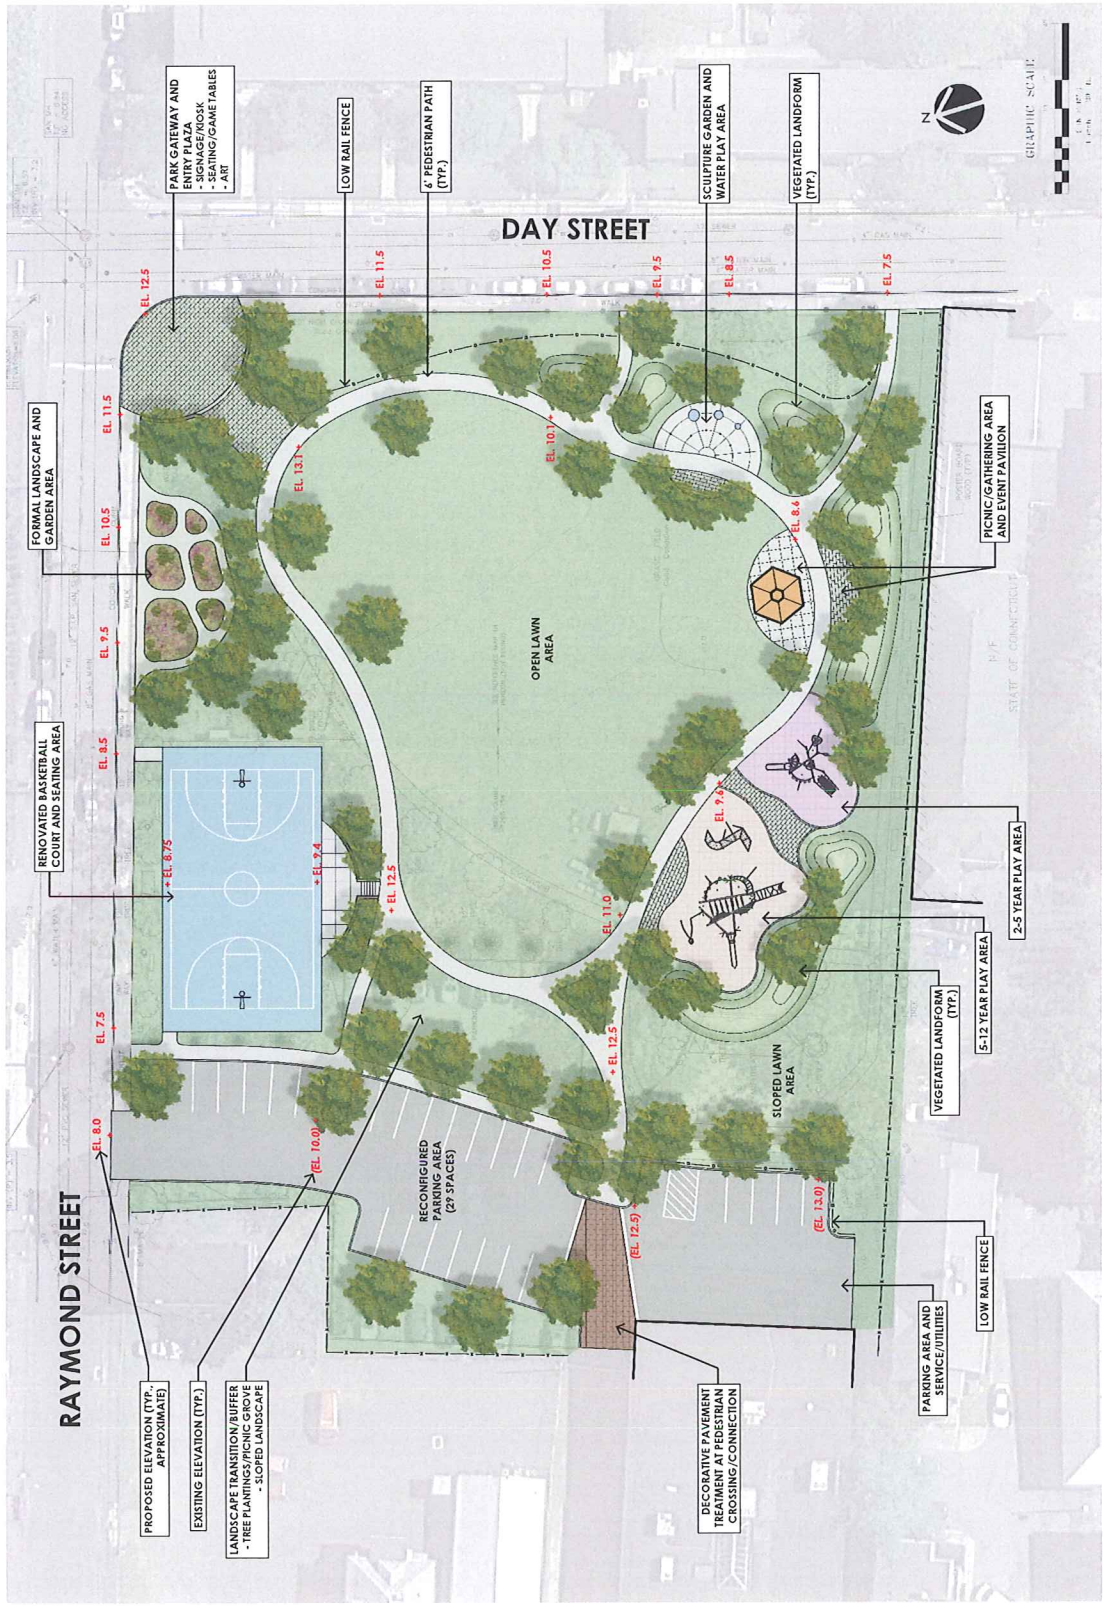 PARK GATEWAY AND
ENTRY PLAZA
- SIGNAGE/KIOSK
- SEATING/GAME TABLES
- ART
LOW RAIL FENCE
6' PEDESTRIAN PATH
(TYP.)
SCULPTURE GARDEN AND
WATER PLAY AREA
VEGETATED LANDFORM
(TYP.)
Z
GRAPHIC SCALE
DAY STREET
EL. 12.5
EL. 11.5
EL. 10.5
EL. 9.5
EL. 8.5
EL. 7.5
FORMAL LANDSCAPE AND
GARDEN AREA
EL. 11.5
EL. 10.5
EL. 9.5
EL. 8.5
EL. 7.5
EL. 8.0
EL. 13.1
EL. 10.1
EL. 8.6
PICNIC/GATHERING AREA
AND EVENT PAVILION
OPEN LAWN
AREA
RENOVATED BASKETBALL
COURT AND SEATING AREA
EL. 8.75
EL. 9.4
EL. 12.5
EL. 11.0
EL. 9.6
2-5 YEAR PLAY AREA
5-12 YEAR PLAY AREA
VEGETATED LANDFORM
(TYP.)
EL. 12.5
SLOPED LAWN
AREA
(EL. 10.0)
RECONFIGURED
PARKING AREA
(29 SPACES)
(EL. 12.5)
(EL. 13.0)
LOW RAIL FENCE
PARKING AREA AND
SERVICE/UTILITIES
RAYMOND STREET
PROPOSED ELEVATION (TYP.,
APPROXIMATE)
EXISTING ELEVATION (TYP.)
LANDSCAPE TRANSITION/BUFFER
- TREE PLANTINGS/PICNIC GROVE
- SLOPED LANDSCAPE
DECORATIVE PAVEMENT
TREATMENT AT PEDESTRIAN
CROSSING/CONNECTION
N/F
STATE OF CONNECTICUT